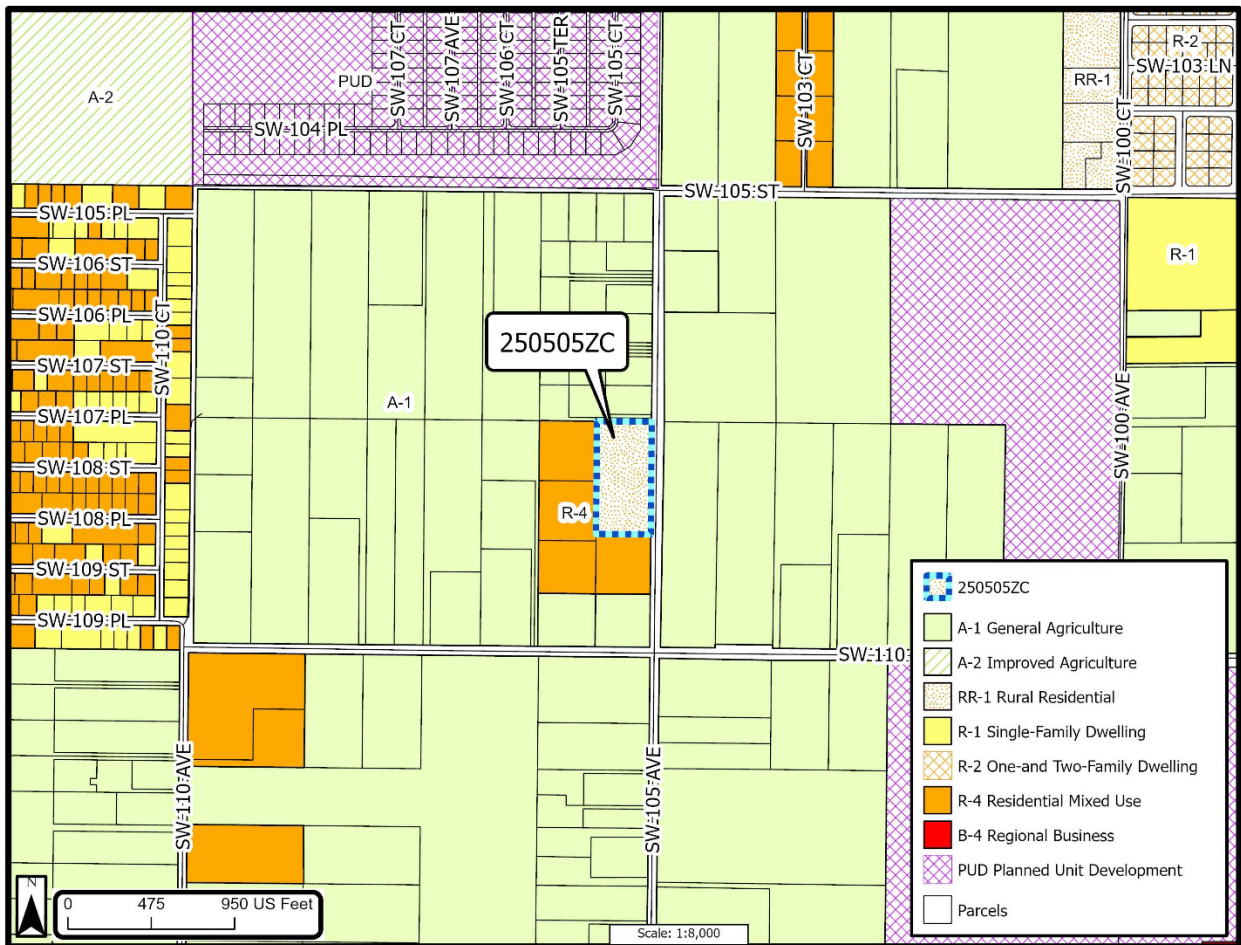 SW 107 CT
SW 107 AVE
SW 106 CT
SW 105 TER
SW 105 CT
SW 103 CT
R-2
SW 103 LN
PUD
RR-1
A-2
SW 104 PL
SW 100 CT
SW 105 ST
SW 105 PL
SW 106 ST
R-1
SW 106 PL
SW 110 CT
250505ZC
SW 107 ST
SW 107 PL
A-1
SW 100 AVE
SW 108 ST
SW 108 PL
R-4
SW 109 ST
SW 109 PL
SW 110
SW 110 AVE
SW 105 AVE
250505ZC
A-1 General Agriculture
A-2 Improved Agriculture
RR-1 Rural Residential
R-1 Single-Family Dwelling
R-2 One-and Two-Family Dwelling
R-4 Residential Mixed Use
B-4 Regional Business
PUD Planned Unit Development
Parcels
N
0 475 950 US Feet
Scale: 1:8,000